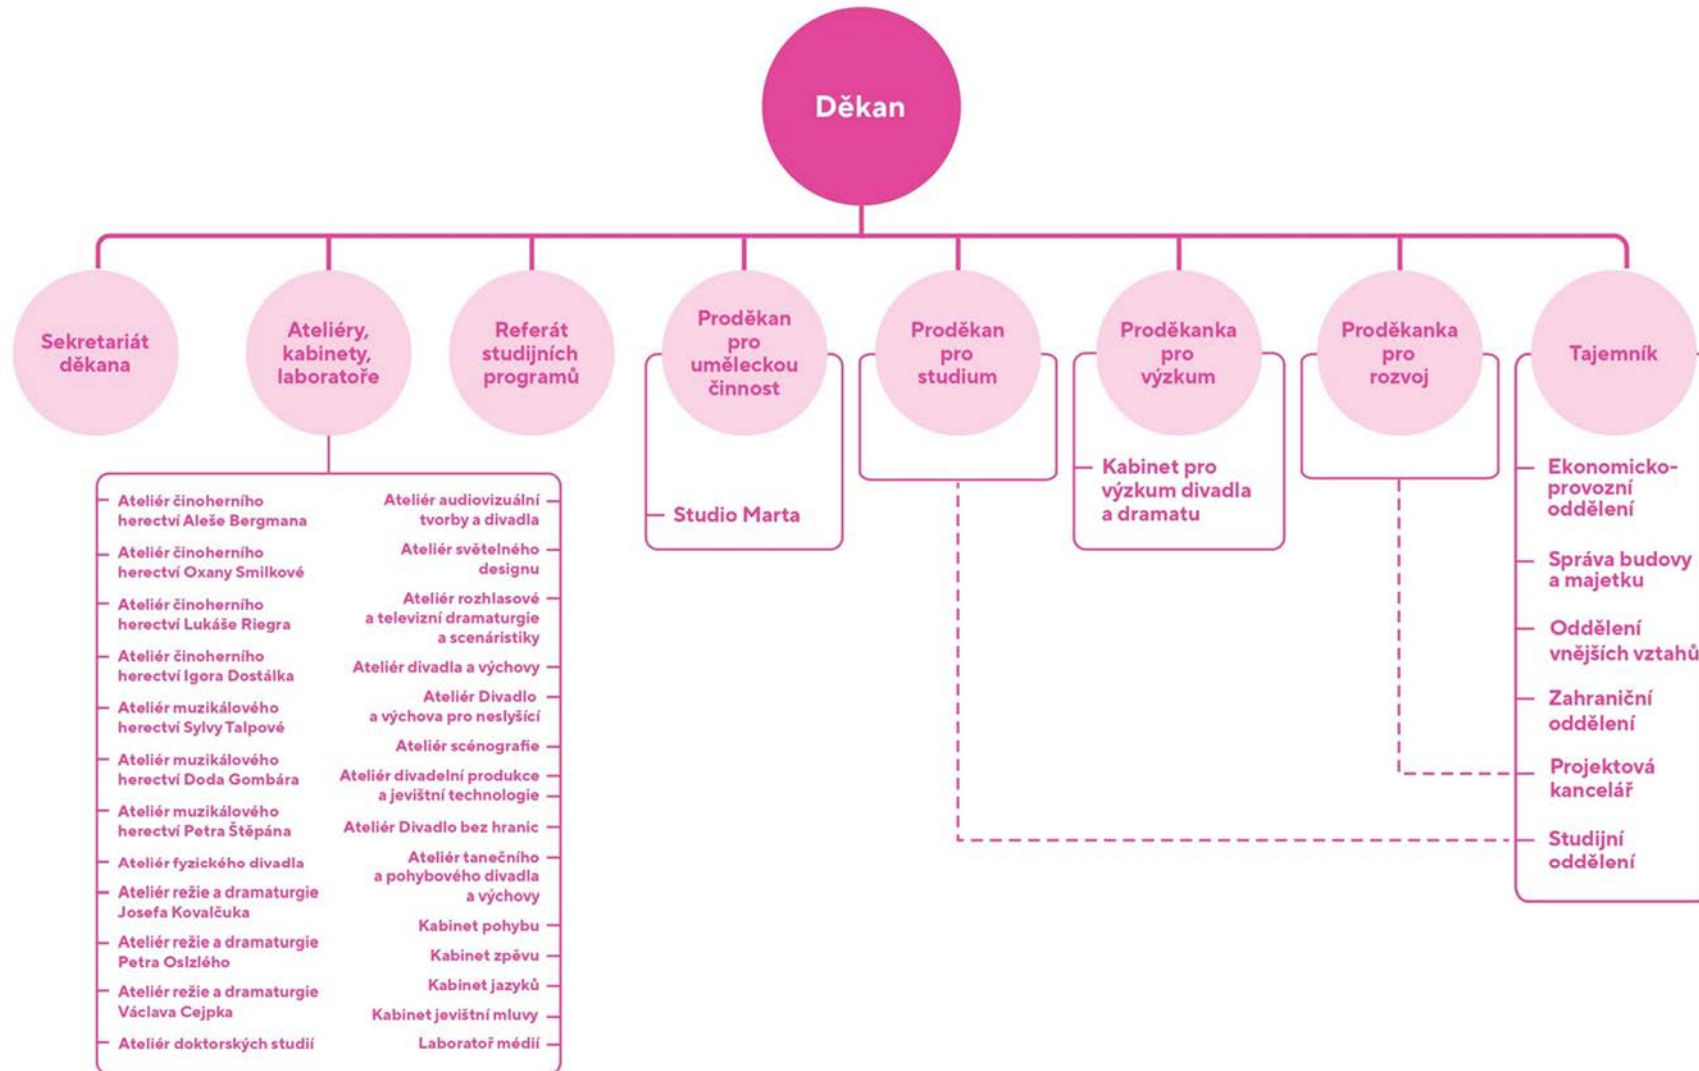 Děkan
Sekretariát
děkana
Ateliéry,
kabinety,
laboratoře
Referát
studijních
programů
Proděkan
pro
uměleckou
činnost
Proděkan
pro
studium
Proděkanka
pro
výzkum
Proděkanka
pro
rozvoj
Tajemník
Ateliér činoherního
herectví Aleše Bergmana
Ateliér činoherního
herectví Oxany Smilkové
Ateliér činoherního
herectví Lukáše Riegra
Ateliér činoherního
herectví Igora Dostálka
Ateliér muzikálového
herectví Sylvy Talpové
Ateliér muzikálového
herectví Doda Gombára
Ateliér muzikálového
herectví Petra Štěpána
Ateliér fyzického divadla
Ateliér režie a dramaturgie
Josefa Kovalčuka
Ateliér režie a dramaturgie
Petra Oslzlého
Ateliér režie a dramaturgie
Václava Cejpka
Ateliér doktorských studií
Ateliér audiovizuální
tvorby a divadla
Ateliér světelného
designu
Ateliér rozhlasové
a televizní dramaturgie
a scenáristiky
Ateliér divadla a výchovy
Ateliér Divadlo
a výchova pro neslyšící
Ateliér scénografie
Ateliér divadelní produkce
a jevištní technologie
Ateliér Divadlo bez hranic
Ateliér tanečního
a pohybového divadla
a výchovy
Kabinet pohybu
Kabinet zpěvu
Kabinet jazyků
Kabinet jevištní mluvy
Laboratoř médií
Studio Marta
Kabinet pro
výzkum divadla
a dramatu
Ekonomicko-
provozní
oddělení
Správa budovy
a majetku
Oddělení
vnějších vztahů
Zahraniční
oddělení
Projektová
kancelář
Studijní
oddělení